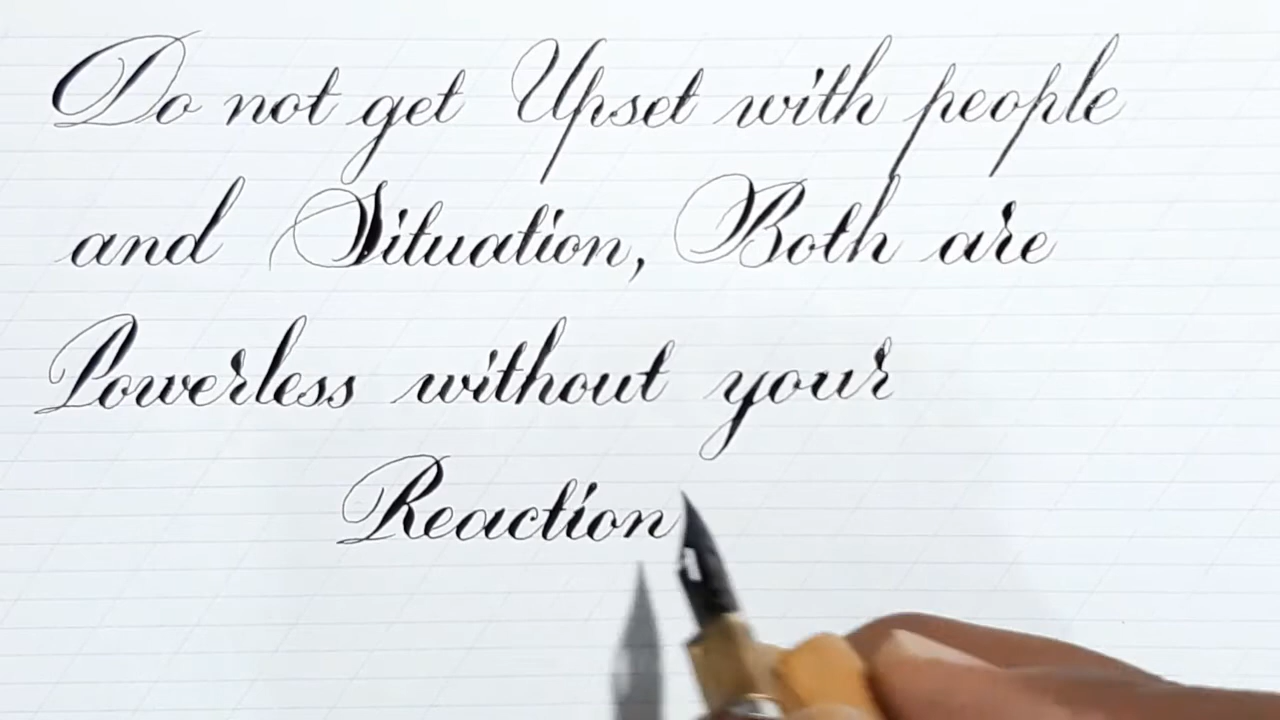 Do not get Upset with people
and Situation, Both are
Powerless without your
Reaction